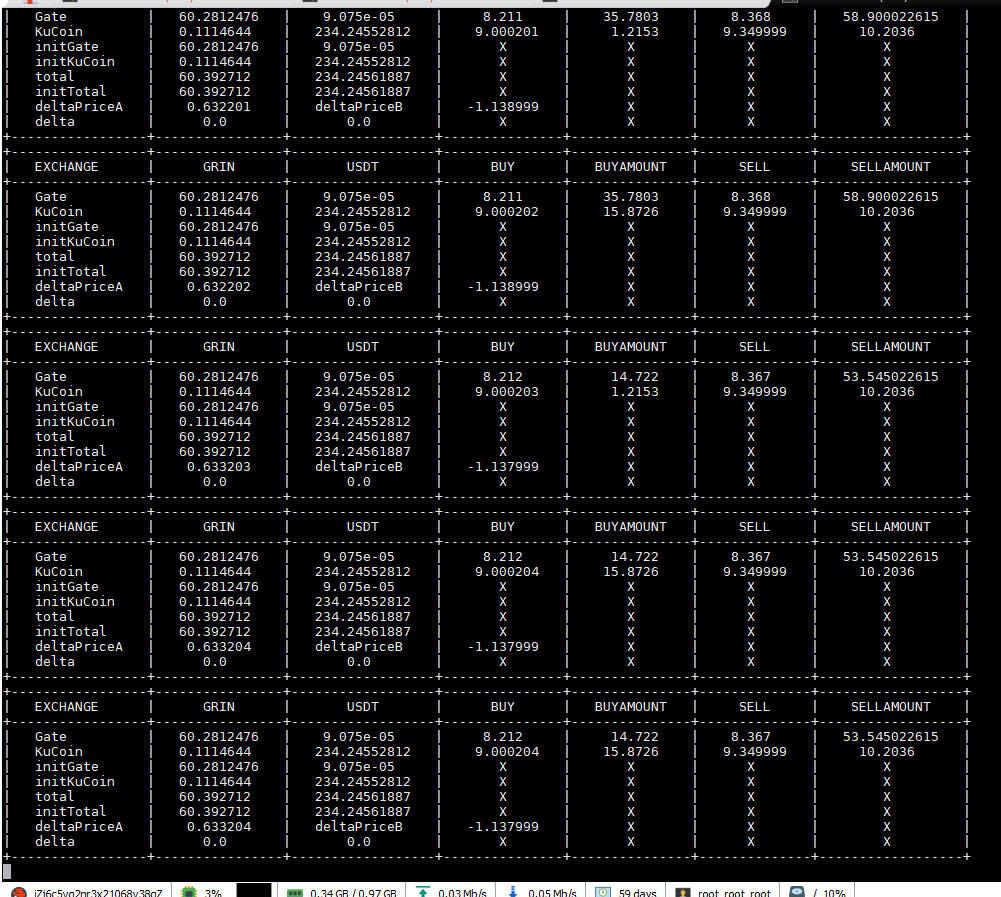 Gate 60.2812476 9.075e-05 8.211 35.7803 8.368 58.900022615
KuCoin 0.1114644 234.24552812 9.000201 1.2153 9.349999 10.2036
initGate 60.2812476 9.075e-05 X X X X
initKuCoin 0.1114644 234.24552812 X X X X
total 60.392712 234.24561887 X X X X
initTotal 60.392712 234.24561887 X X X X
deltaPriceA 0.632201 deltaPriceB -1.138999 X X X
delta 0.0 0.0 X X X X
EXCHANGE GRIN USDT BUY BUYAMOUNT SELL SELLAMOUNT
Gate 60.2812476 9.075e-05 8.211 35.7803 8.368 58.900022615
KuCoin 0.1114644 234.24552812 9.000202 15.8726 9.349999 10.2036
initGate 60.2812476 9.075e-05 X X X X
initKuCoin 0.1114644 234.24552812 X X X X
total 60.392712 234.24561887 X X X X
initTotal 60.392712 234.24561887 X X X X
deltaPriceA 0.632202 deltaPriceB -1.138999 X X X
delta 0.0 0.0 X X X X
EXCHANGE GRIN USDT BUY BUYAMOUNT SELL SELLAMOUNT
Gate 60.2812476 9.075e-05 8.212 14.722 8.367 53.545022615
KuCoin 0.1114644 234.24552812 9.000203 1.2153 9.349999 10.2036
initGate 60.2812476 9.075e-05 X X X X
initKuCoin 0.1114644 234.24552812 X X X X
total 60.392712 234.24561887 X X X X
initTotal 60.392712 234.24561887 X X X X
deltaPriceA 0.633203 deltaPriceB -1.137999 X X X
delta 0.0 0.0 X X X X
EXCHANGE GRIN USDT BUY BUYAMOUNT SELL SELLAMOUNT
Gate 60.2812476 9.075e-05 8.212 14.722 8.367 53.545022615
KuCoin 0.1114644 234.24552812 9.000204 15.8726 9.349999 10.2036
initGate 60.2812476 9.075e-05 X X X X
initKuCoin 0.1114644 234.24552812 X X X X
total 60.392712 234.24561887 X X X X
initTotal 60.392712 234.24561887 X X X X
deltaPriceA 0.633204 deltaPriceB -1.137999 X X X
delta 0.0 0.0 X X X X
EXCHANGE GRIN USDT BUY BUYAMOUNT SELL SELLAMOUNT
Gate 60.2812476 9.075e-05 8.212 14.722 8.367 53.545022615
KuCoin 0.1114644 234.24552812 9.000204 15.8726 9.349999 10.2036
initGate 60.2812476 9.075e-05 X X X X
initKuCoin 0.1114644 234.24552812 X X X X
total 60.392712 234.24561887 X X X X
initTotal 60.392712 234.24561887 X X X X
deltaPriceA 0.633204 deltaPriceB -1.137999 X X X
delta 0.0 0.0 X X X X
3% 0.34 GB / 0.97 GB 0.03 Mb/s 0.05 Mb/s 59 days root root root / 10%